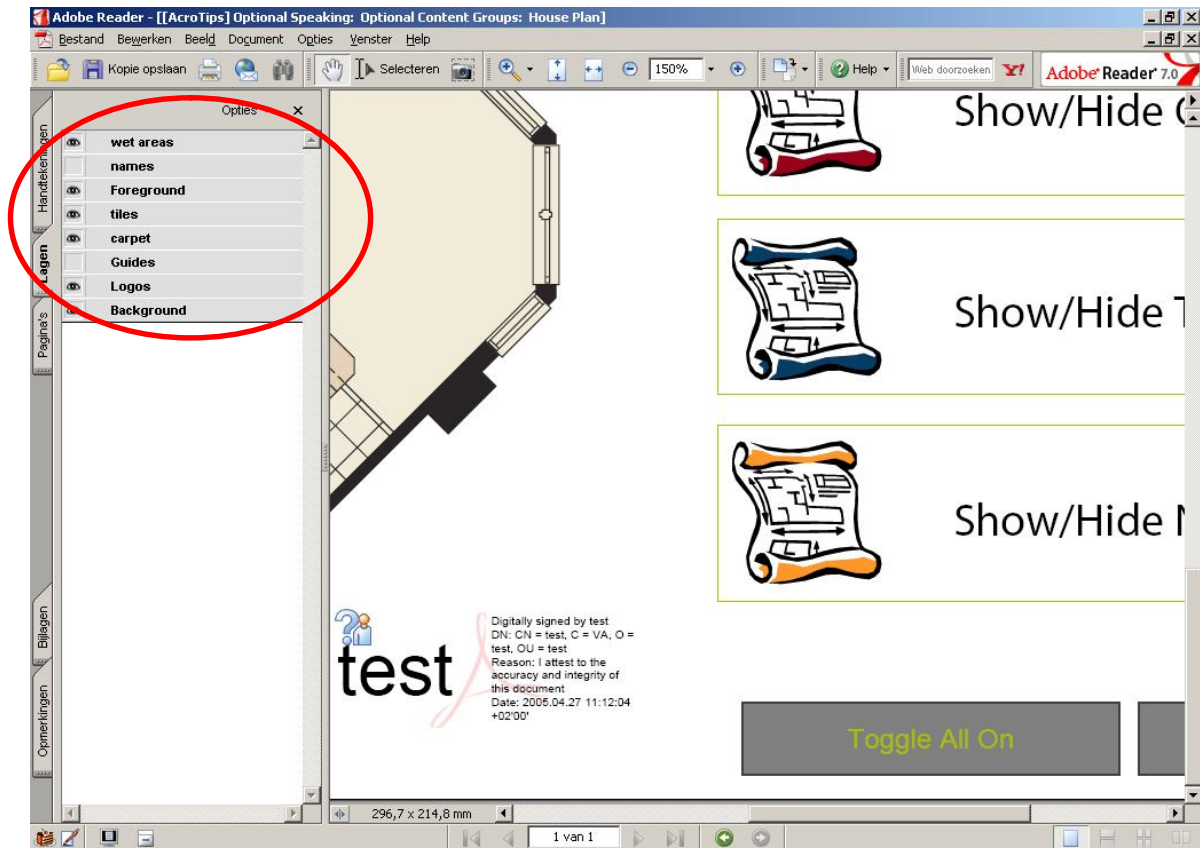 Adobe Reader - [[AcroTips] Optional Speaking: Optional Content Groups: House Plan]
Bestand Bewerken Beeld Document Opties Venster Help
Kopie opslaan Selecteren 150% Help Web doorzoeken Y! Adobe Reader 7.0
Opties
wet areas
names
Foreground
tiles
carpet
Guides
Logos
Background
Handtekeningen
Lagen
Pagina's
Bijlagen
Opmerkingen
Show/Hide
Show/Hide T
Show/Hide N
test
Digitally signed by test
DN: CN = test, C = VA, O =
test, OU = test
Reason: I attest to the
accuracy and integrity of
this document
Date: 2005.04.27 11:12:04
+02'00'
Toggle All On
296,7 x 214,8 mm
1 van 1